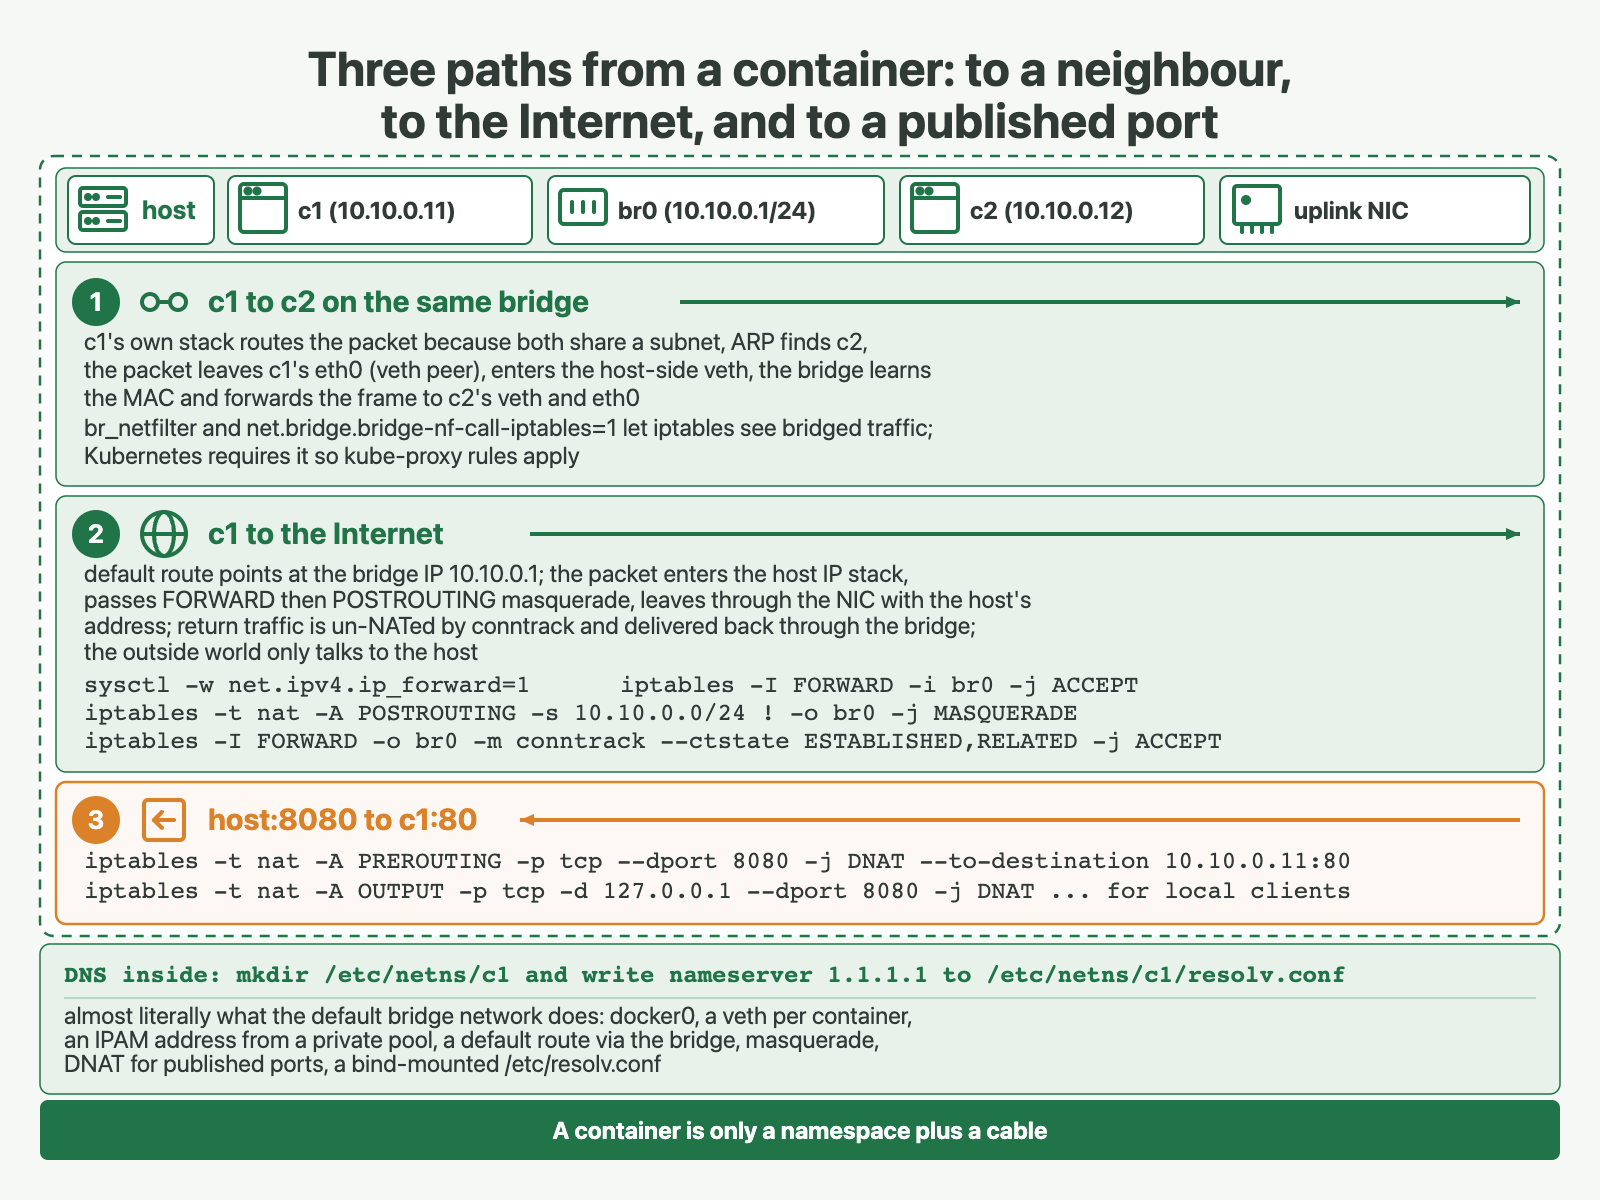 Three paths from a container: to a neighbour,
to the Internet, and to a published port
host
c1 (10.10.0.11)
br0 (10.10.0.1/24)
c2 (10.10.0.12)
uplink NIC
1
c1 to c2 on the same bridge
c1's own stack routes the packet because both share a subnet, ARP finds c2,
the packet leaves c1's eth0 (veth peer), enters the host-side veth, the bridge learns
the MAC and forwards the frame to c2's veth and eth0
br_netfilter and net.bridge.bridge-nf-call-iptables=1 let iptables see bridged traffic;
Kubernetes requires it so kube-proxy rules apply
2
c1 to the Internet
default route points at the bridge IP 10.10.0.1; the packet enters the host IP stack,
passes FORWARD then POSTROUTING masquerade, leaves through the NIC with the host's
address; return traffic is un-NATed by conntrack and delivered back through the bridge;
the outside world only talks to the host
sysctl -w net.ipv4.ip_forward=1
iptables -I FORWARD -i br0 -j ACCEPT
iptables -t nat -A POSTROUTING -s 10.10.0.0/24 ! -o br0 -j MASQUERADE
iptables -I FORWARD -o br0 -m conntrack --ctstate ESTABLISHED,RELATED -j ACCEPT
3
host:8080 to c1:80
iptables -t nat -A PREROUTING -p tcp --dport 8080 -j DNAT --to-destination 10.10.0.11:80
iptables -t nat -A OUTPUT -p tcp -d 127.0.0.1 --dport 8080 -j DNAT ... for local clients
DNS inside: mkdir /etc/netns/c1 and write nameserver 1.1.1.1 to /etc/netns/c1/resolv.conf
almost literally what the default bridge network does: docker0, a veth per container,
an IPAM address from a private pool, a default route via the bridge, masquerade,
DNAT for published ports, a bind-mounted /etc/resolv.conf
A container is only a namespace plus a cable